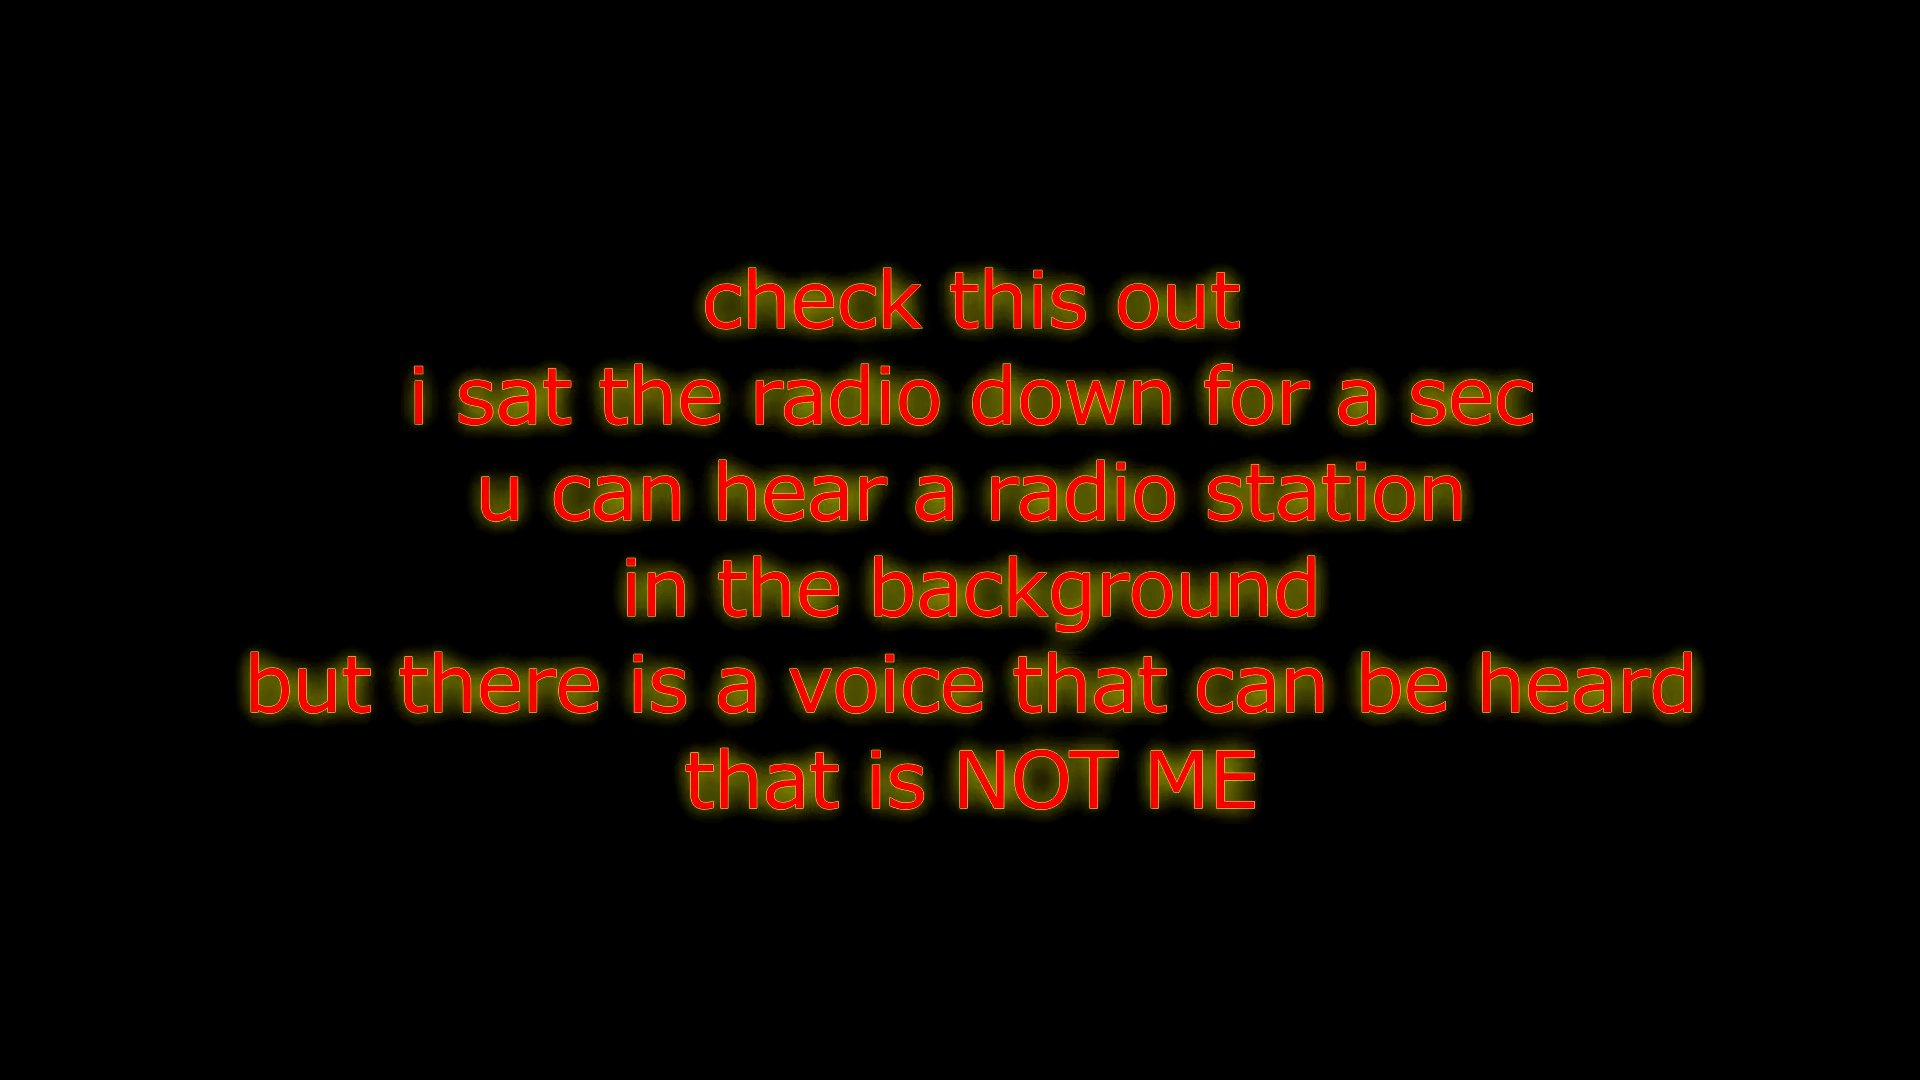 check this out
i sat the radio down for a sec
u can hear a radio station
in the background
but there is a voice that can be heard
that is NOT ME